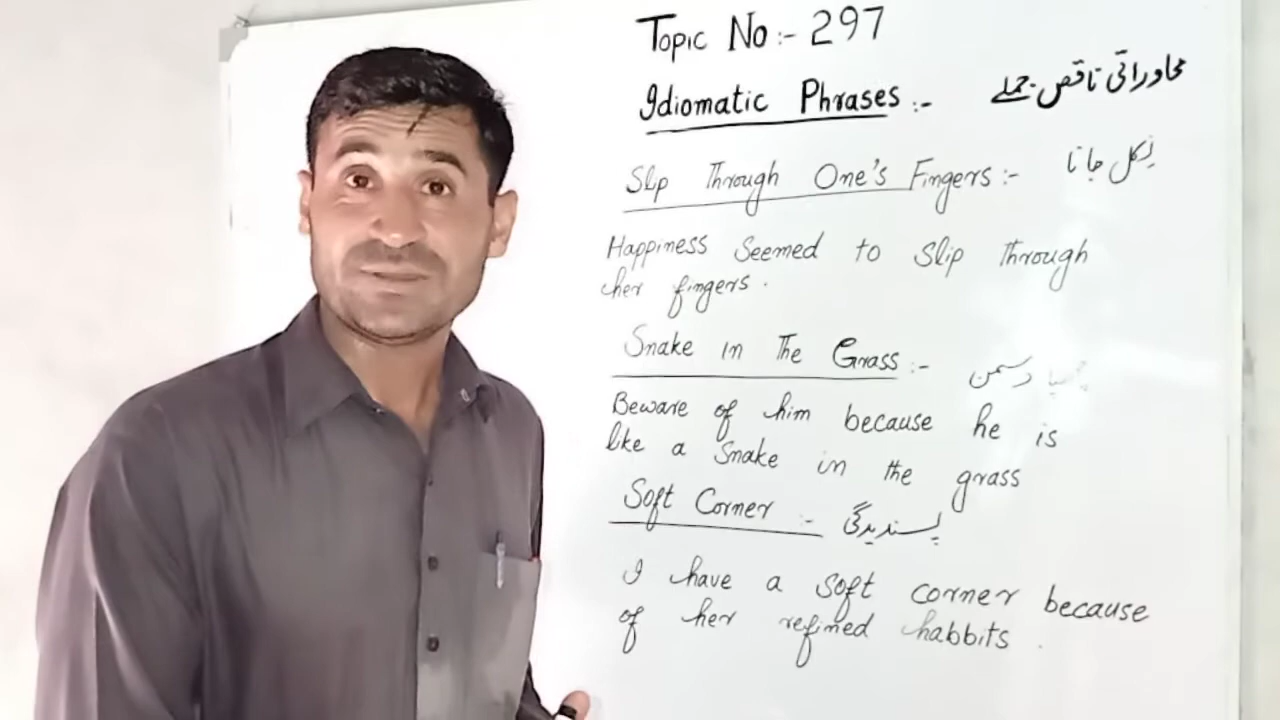 Topic No :- 297
Idiomatic Phrases :- محاوراتی ناقص جملے
Slip Through One's Fingers :- نکل جانا
Happiness Seemed to Slip Through
her fingers .
Snake in The Grass :- چھپا دشمن
Beware of him because he is
like a Snake in the grass
Soft Corner :- پسندیدگی
I have a soft corner because
of her refined habbits .